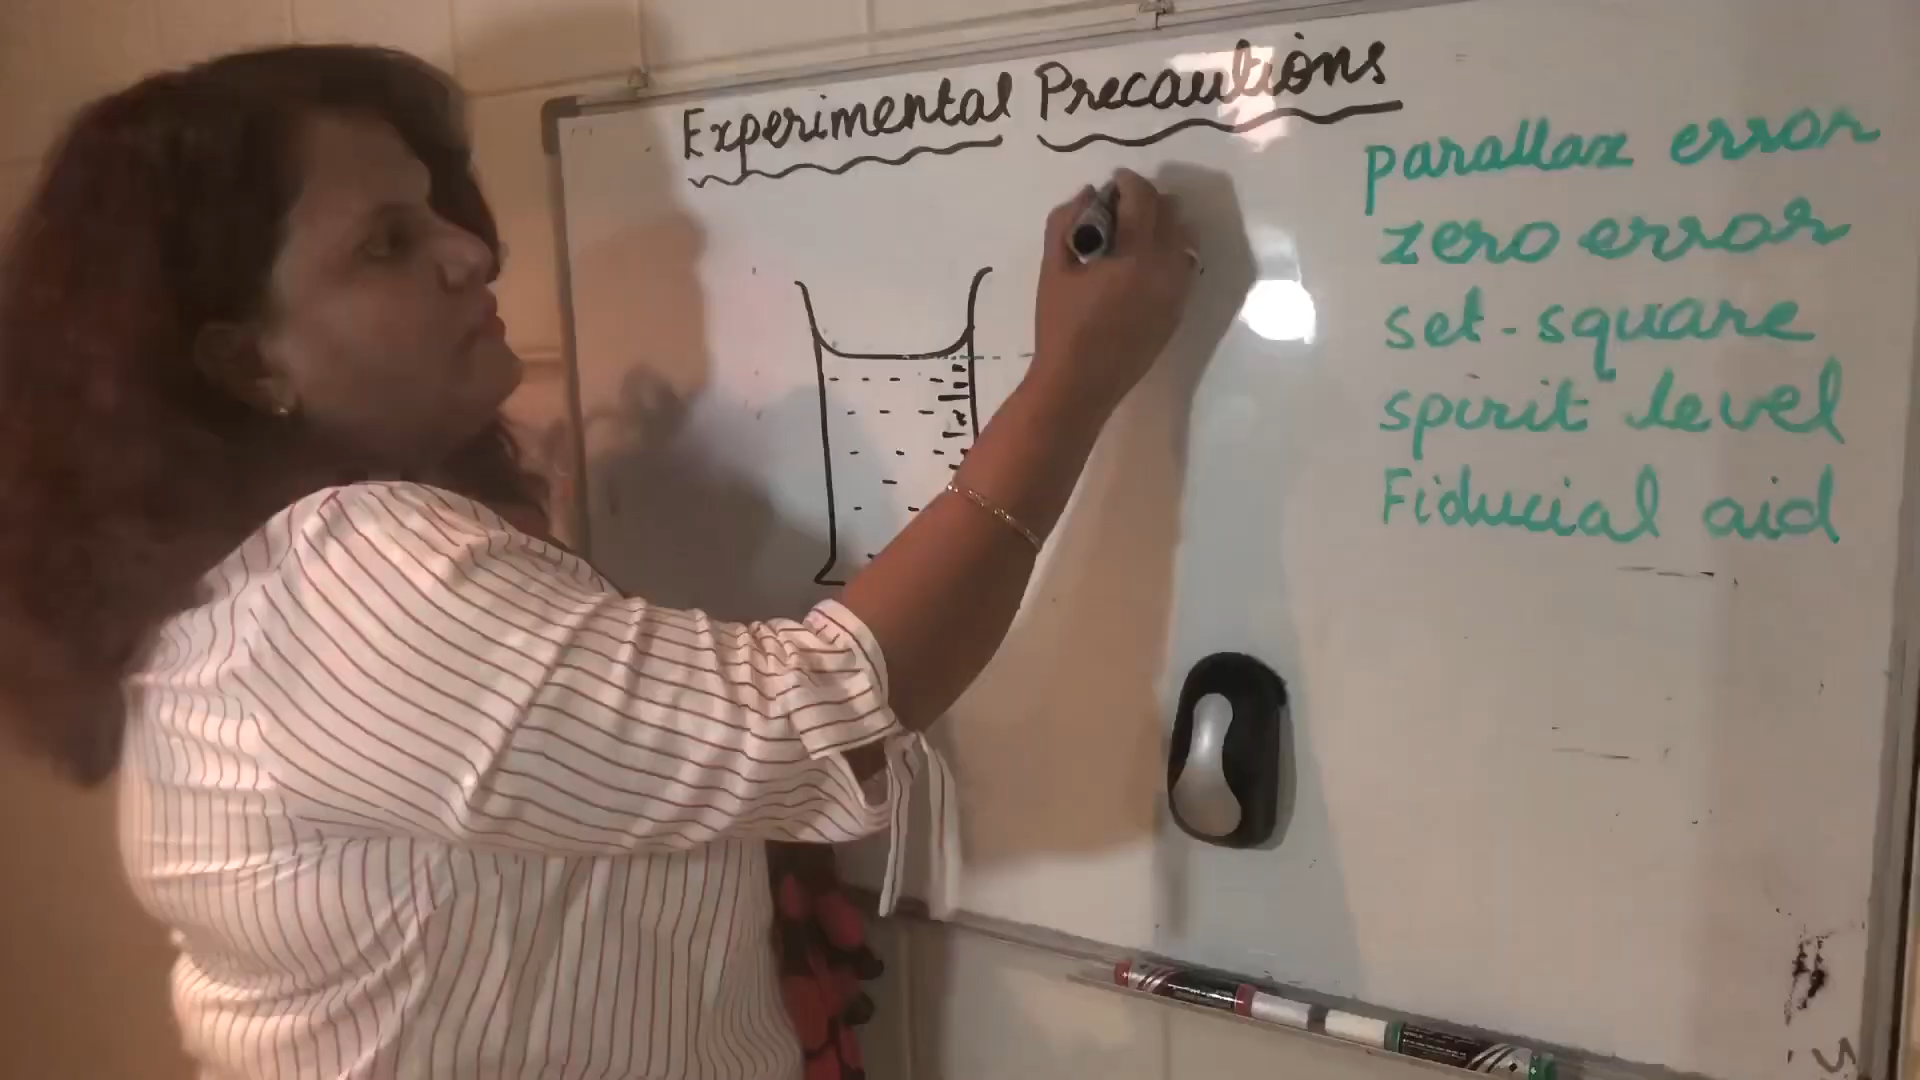 Experimental Precautions
parallax error
zero error
set-square
spirit level
Fiducial aid